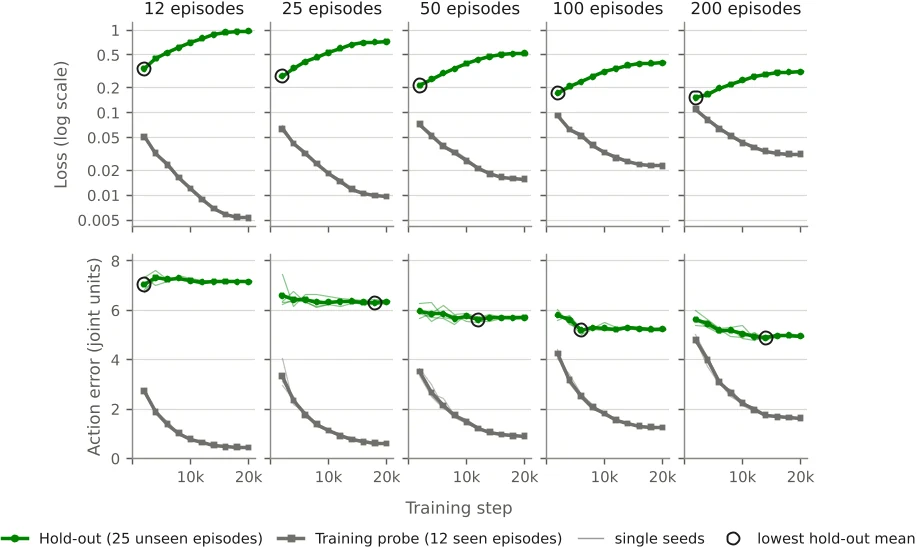 12 episodes 25 episodes 50 episodes 100 episodes 200 episodes
Loss (log scale)
1
0.5
0.2
0.1
0.05
0.02
0.01
0.005
Action error (joint units)
8
6
4
2
0
10k 20k 10k 20k 10k 20k 10k 20k 10k 20k
Training step
Hold-out (25 unseen episodes) Training probe (12 seen episodes) single seeds lowest hold-out mean